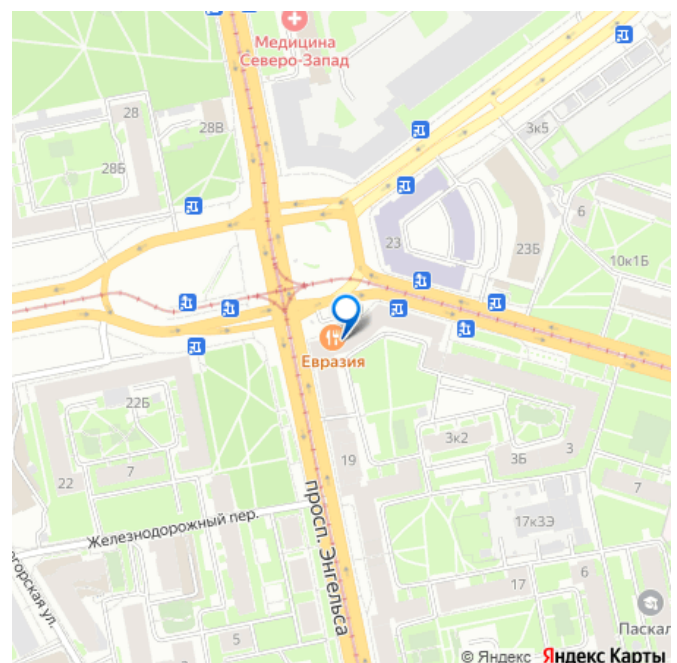 Медицина
Северо-Запад
28
28В
3к5
28Б
6
23
23Б
10к1Б
Евразия
22Б
3к2
3
19
3Б
7
22
7
17к3Э
Железнодорожный пер.
просп. Энгельса
огорская ул.
17
6
Паскал
5
© Яндекс Яндекс Карты